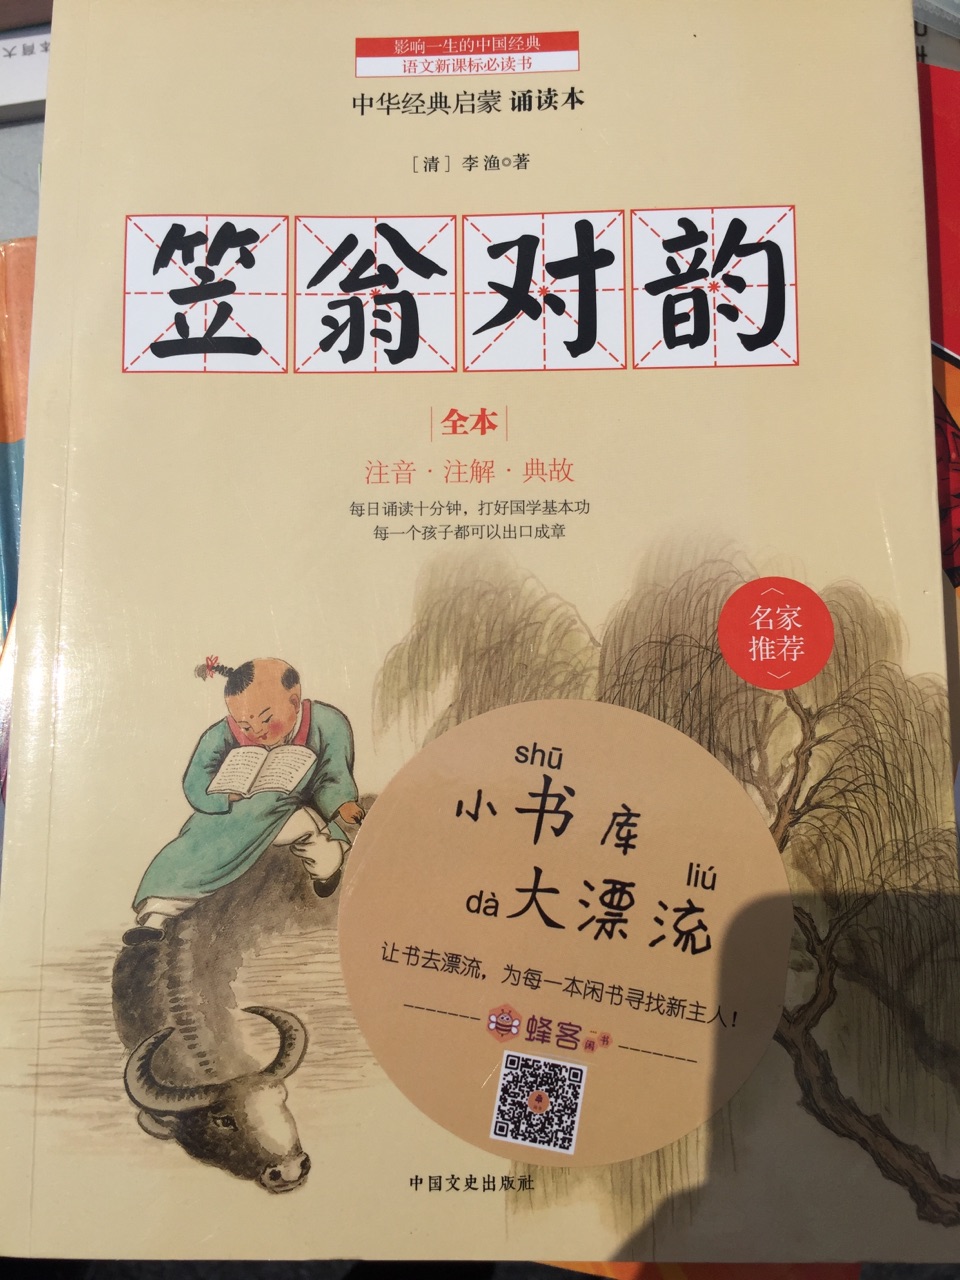 影响一生的中国经典
语文新课标必读书
中华经典启蒙 诵读本
［清］李渔◎著
笠翁对韵
全本
注音·注解·典故
每日诵读十分钟，打好国学基本功
每一个孩子都可以出口成章
名家
推荐
shū
小书库
liú
dà大漂流
让书去漂流，为每一本闲书寻找新主人！
蜂客一闲书
中国文史出版社